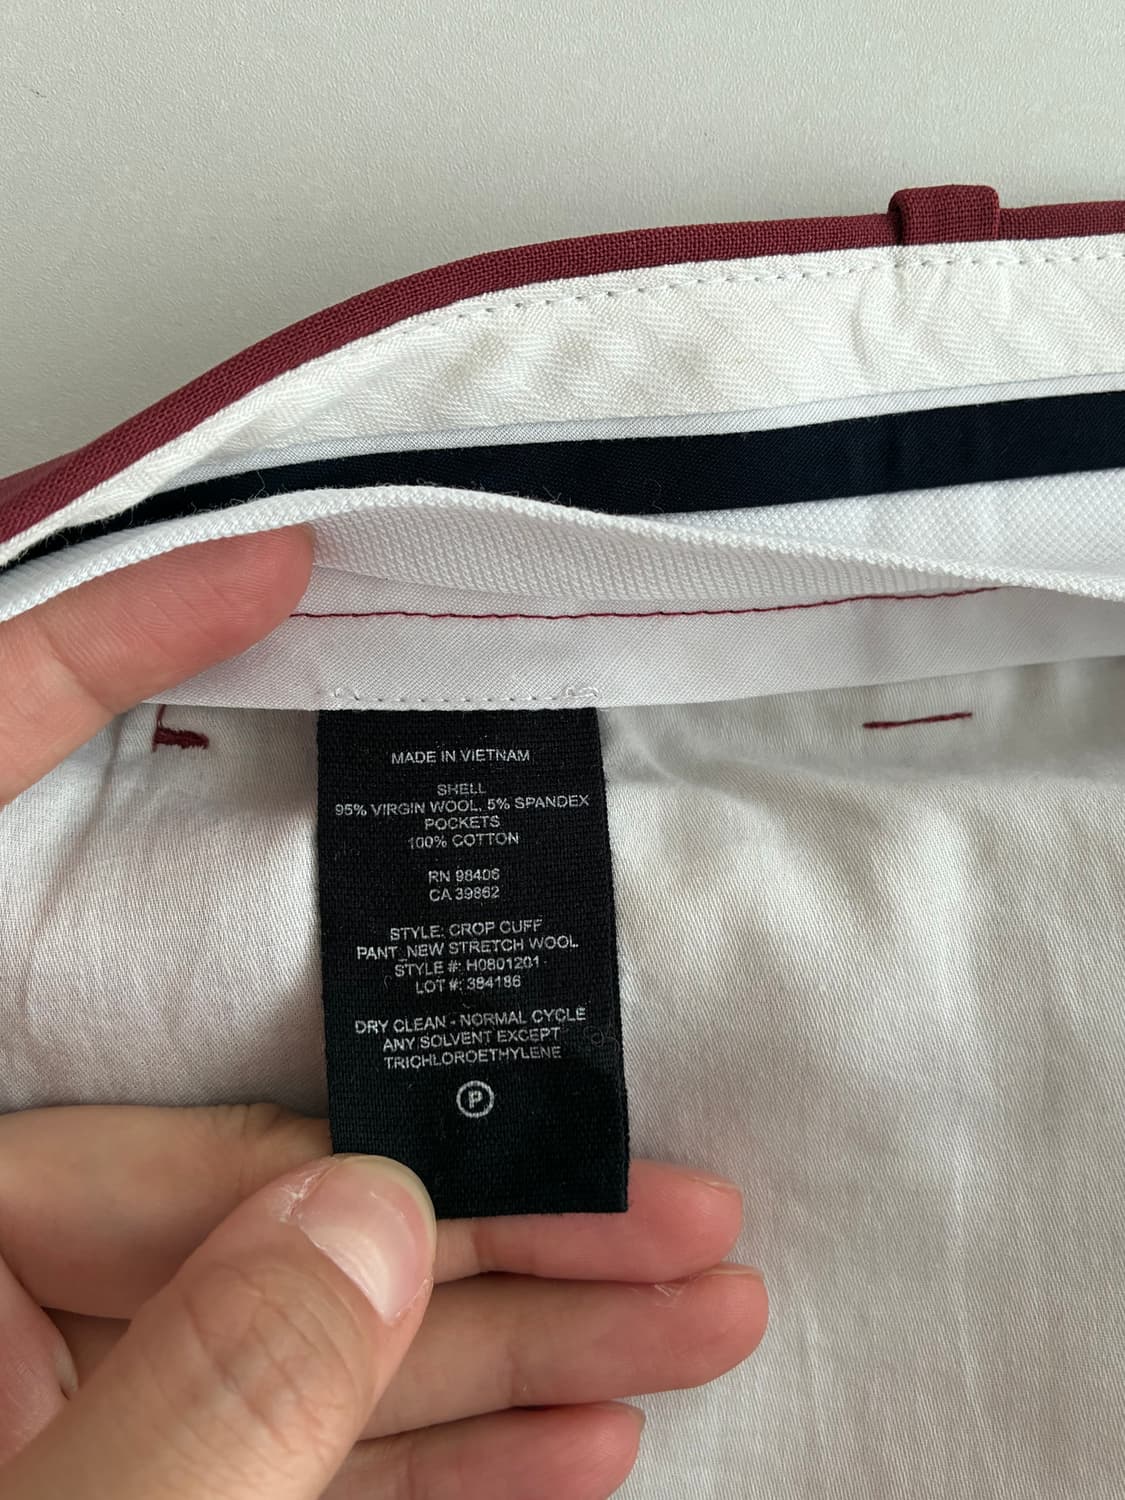 MADE IN VIETNAM
SHELL
95% VIRGIN WOOL, 5% SPANDEX
POCKETS
100% COTTON
RN 98406
CA 39862
STYLE: CROP CUFF
PANT_NEW STRETCH WOOL
STYLE #: H0801201
LOT #: 384186
DRY CLEAN - NORMAL CYCLE
ANY SOLVENT EXCEPT
TRICHLOROETHYLENE
P